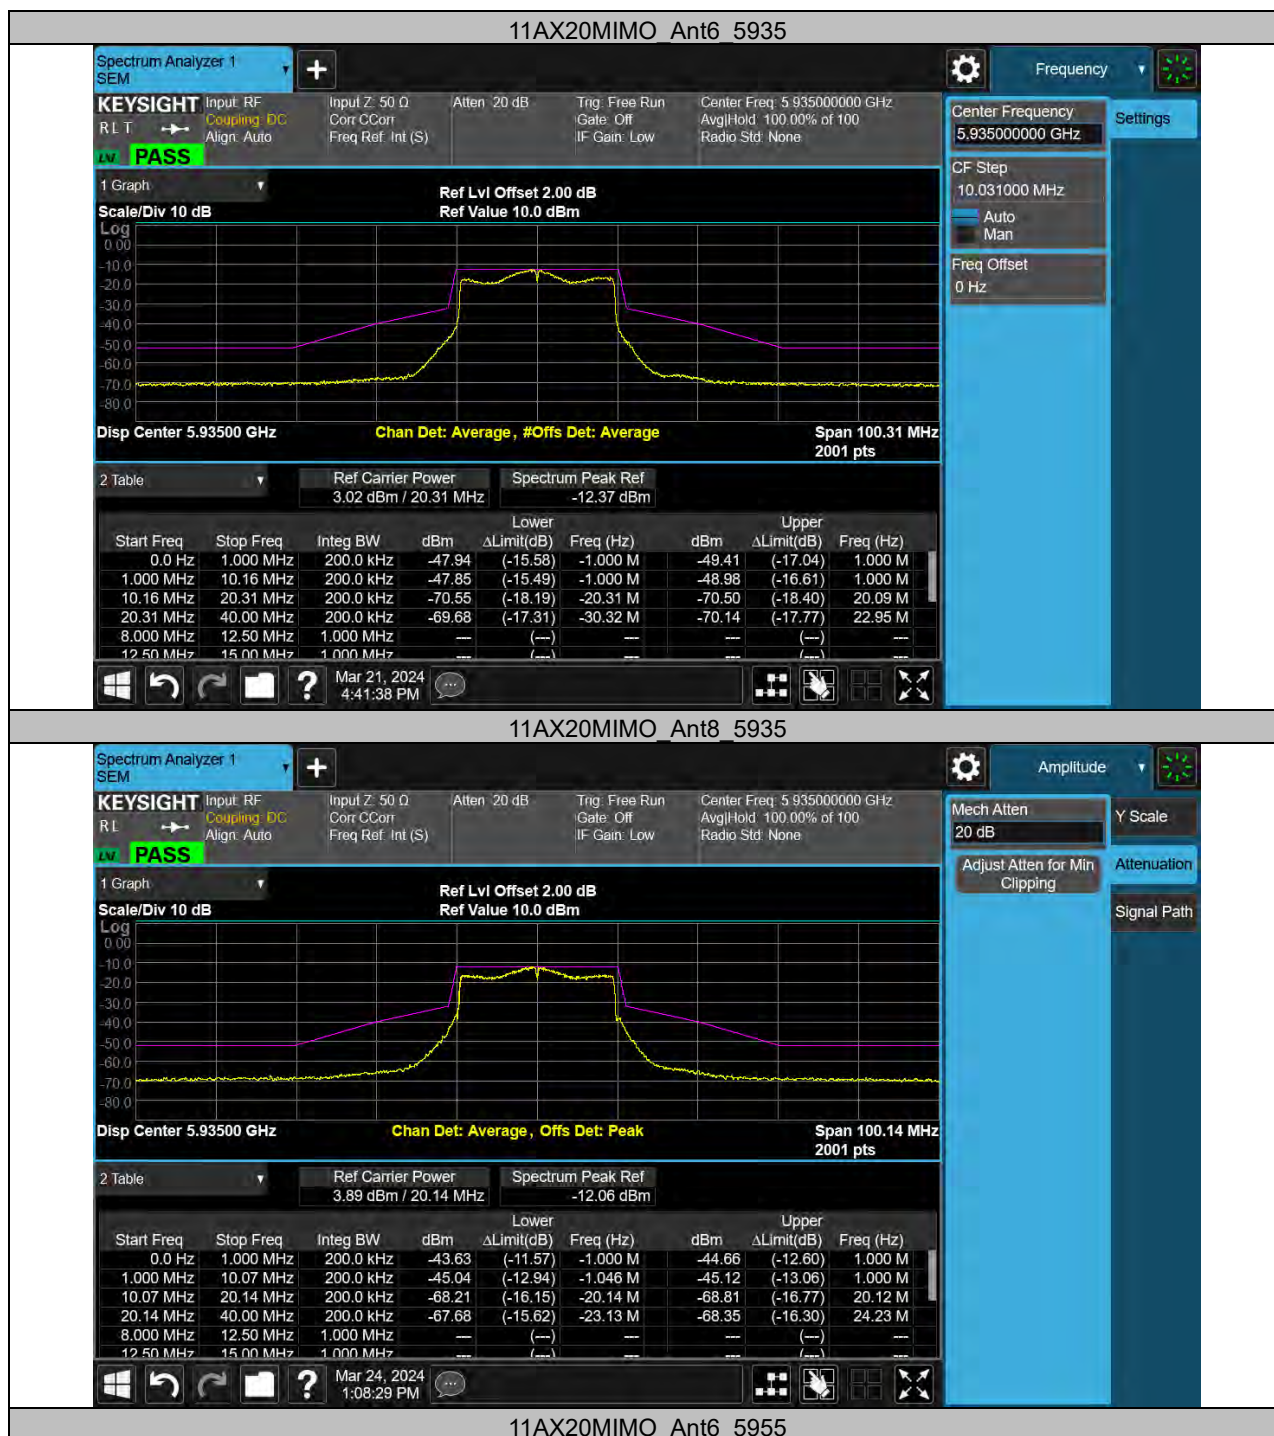 11AX20MIMO_Ant6_5935
Spectrum Analyzer 1
SEM
Frequency
KEYSIGHT Input: RF Input Z: 50 Ω Atten: 20 dB Trig: Free Run Center Freq: 5.935000000 GHz
R L T Coupling: DC Corr CCorr Gate: Off Avg|Hold: 100.00% of 100
Align: Auto Freq Ref: Int (S) IF Gain: Low Radio Std: None
LNI PASS
Center Frequency
5.935000000 GHz
Settings
CF Step
10.031000 MHz
Auto
Man
Freq Offset
0 Hz
1 Graph
Ref Lvl Offset 2.00 dB
Scale/Div 10 dB Ref Value 10.0 dBm
Log
0.00
-10.0
-20.0
-30.0
-40.0
-50.0
-60.0
-70.0
-80.0
Disp Center 5.93500 GHz Chan Det: Average, #Offs Det: Average Span 100.31 MHz
2001 pts
2 Table Ref Carrier Power Spectrum Peak Ref
3.02 dBm / 20.31 MHz -12.37 dBm
Lower Upper
Start Freq Stop Freq Integ BW dBm ΔLimit(dB) Freq (Hz) dBm ΔLimit(dB) Freq (Hz)
0.0 Hz 1.000 MHz 200.0 kHz -47.94 (-15.58) -1.000 M -49.41 (-17.04) 1.000 M
1.000 MHz 10.16 MHz 200.0 kHz -47.85 (-15.49) -1.000 M -48.98 (-16.61) 1.000 M
10.16 MHz 20.31 MHz 200.0 kHz -70.55 (-18.19) -20.31 M -70.50 (-18.40) 20.09 M
20.31 MHz 40.00 MHz 200.0 kHz -69.68 (-17.31) -30.32 M -70.14 (-17.77) 22.95 M
8.000 MHz 12.50 MHz 1.000 MHz --- (---) --- --- (---) ---
12.50 MHz 15.00 MHz 1.000 MHz --- (---) --- --- (---) ---
Mar 21, 2024
4:41:38 PM
11AX20MIMO_Ant8_5935
Spectrum Analyzer 1
SEM
Amplitude
KEYSIGHT Input: RF Input Z: 50 Ω Atten: 20 dB Trig: Free Run Center Freq: 5.935000000 GHz
R L Coupling: DC Corr CCorr Gate: Off Avg|Hold: 100.00% of 100
Align: Auto Freq Ref: Int (S) IF Gain: Low Radio Std: None
LNI PASS
Mech Atten
20 dB
Y Scale
Adjust Atten for Min
Clipping
Attenuation
Signal Path
1 Graph
Ref Lvl Offset 2.00 dB
Scale/Div 10 dB Ref Value 10.0 dBm
Log
0.00
-10.0
-20.0
-30.0
-40.0
-50.0
-60.0
-70.0
-80.0
Disp Center 5.93500 GHz Chan Det: Average, Offs Det: Peak Span 100.14 MHz
2001 pts
2 Table Ref Carrier Power Spectrum Peak Ref
3.89 dBm / 20.14 MHz -12.06 dBm
Lower Upper
Start Freq Stop Freq Integ BW dBm ΔLimit(dB) Freq (Hz) dBm ΔLimit(dB) Freq (Hz)
0.0 Hz 1.000 MHz 200.0 kHz -43.63 (-11.57) -1.000 M -44.66 (-12.60) 1.000 M
1.000 MHz 10.07 MHz 200.0 kHz -45.04 (-12.94) -1.046 M -45.12 (-13.06) 1.000 M
10.07 MHz 20.14 MHz 200.0 kHz -68.21 (-16.15) -20.14 M -68.81 (-16.77) 20.12 M
20.14 MHz 40.00 MHz 200.0 kHz -67.68 (-15.62) -23.13 M -68.35 (-16.30) 24.23 M
8.000 MHz 12.50 MHz 1.000 MHz --- (---) --- --- (---) ---
12.50 MHz 15.00 MHz 1.000 MHz --- (---) --- --- (---) ---
Mar 24, 2024
1:08:29 PM
11AX20MIMO_Ant6_5955